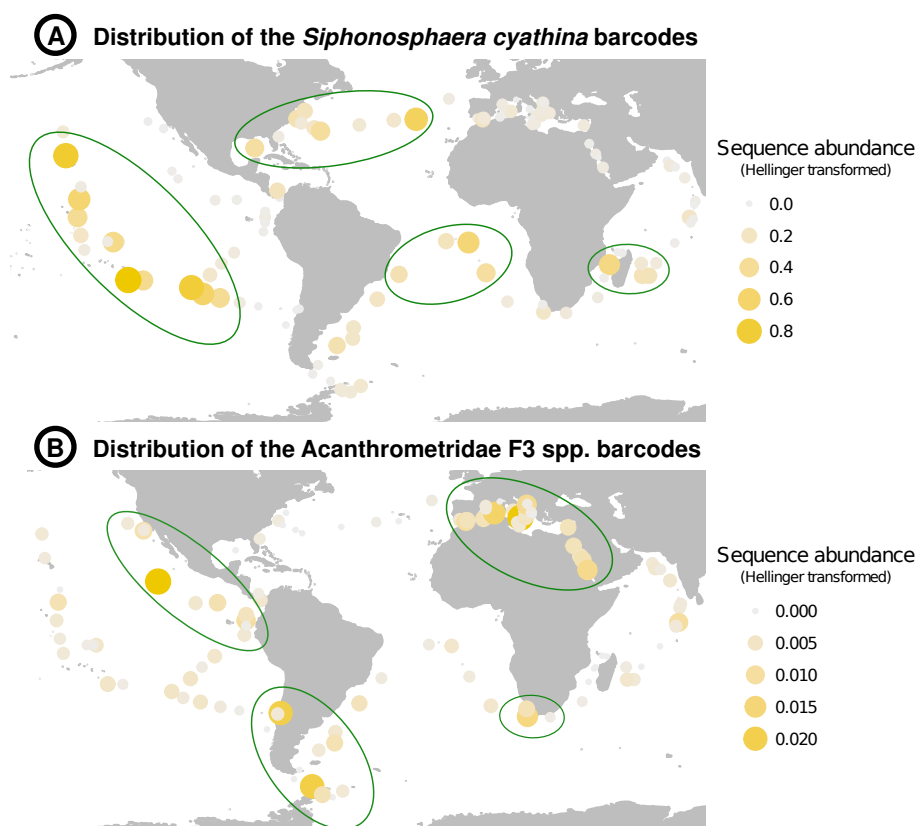 A Distribution of the Siphonosphaera cyathina barcodes
Sequence abundance
(Hellinger transformed)
0.0
0.2
0.4
0.6
0.8
B Distribution of the Acanthrometridae F3 spp. barcodes
Sequence abundance
(Hellinger transformed)
0.000
0.005
0.010
0.015
0.020